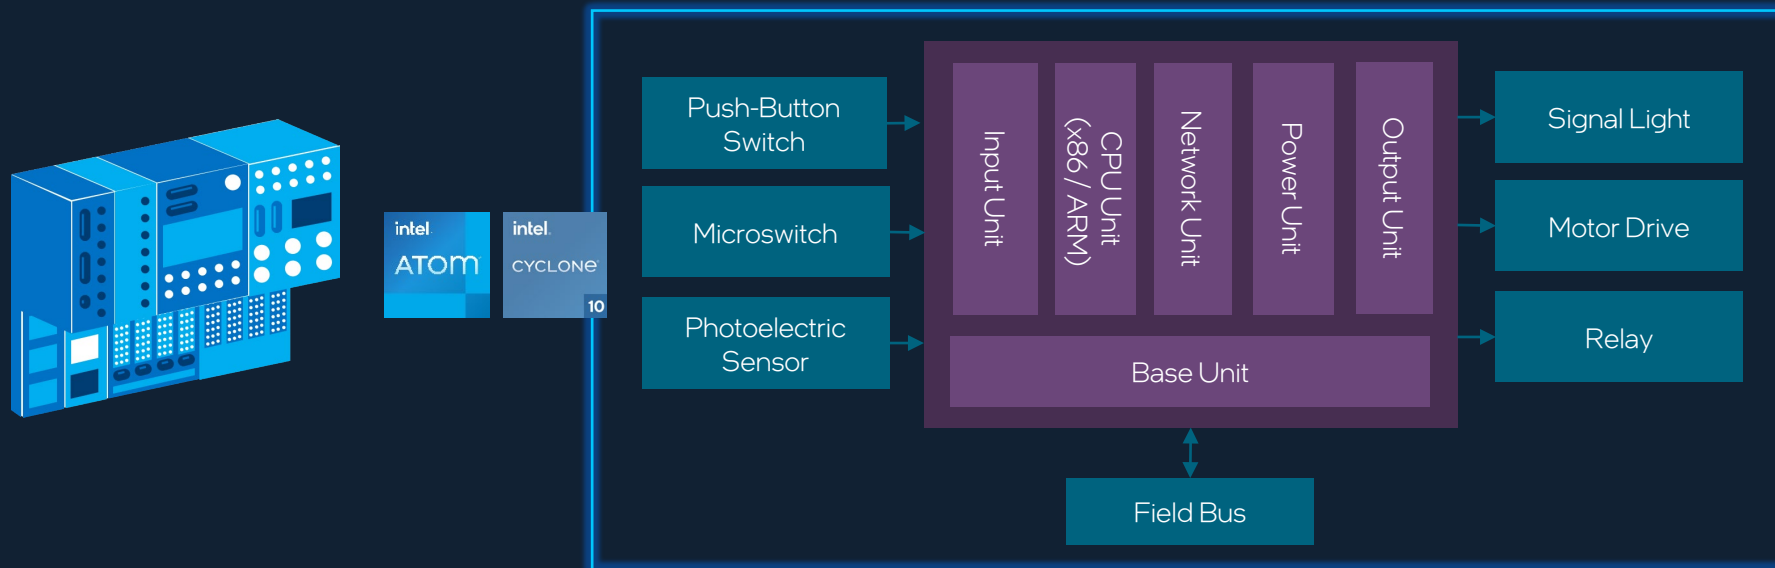 intel.
ATOM
intel.
CYCLONE
10
Push-Button
Switch
Microswitch
Photoelectric
Sensor
Input Unit
CPU Unit
(x86 / ARM)
Network Unit
Power Unit
Output Unit
Base Unit
Field Bus
Signal Light
Motor Drive
Relay